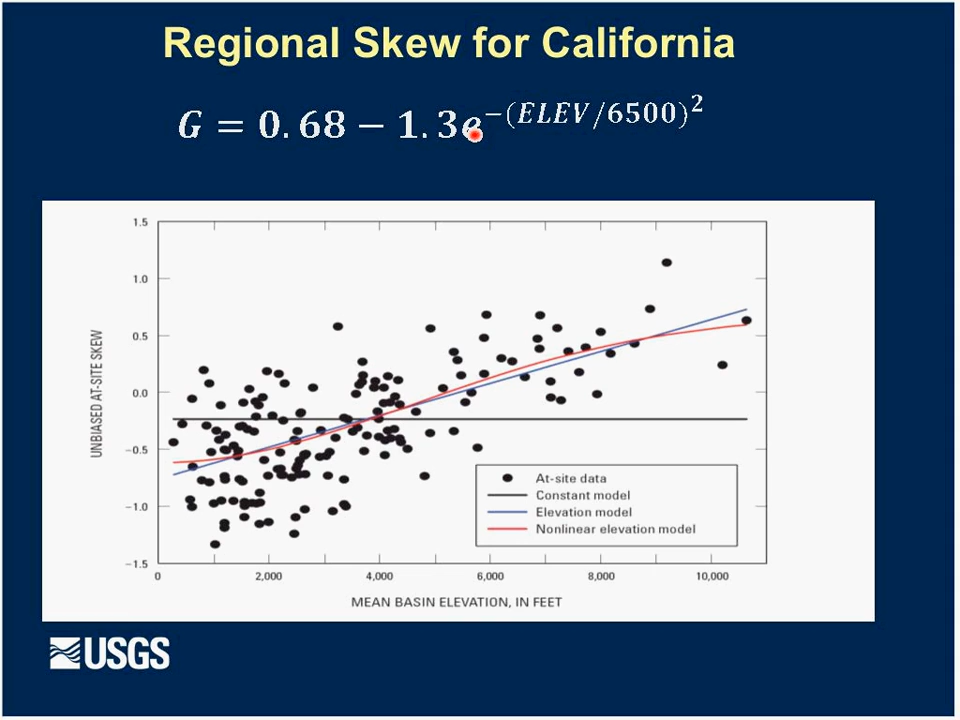 Regional Skew for California
G = 0.68 − 1.3e^−(ELEV/6500)^2
1.5
1.0
0.5
0.0
−0.5
−1.0
−1.5
UNBIASED AT-SITE SKEW
At-site data
Constant model
Elevation model
Nonlinear elevation model
0 2,000 4,000 6,000 8,000 10,000
MEAN BASIN ELEVATION, IN FEET
USGS